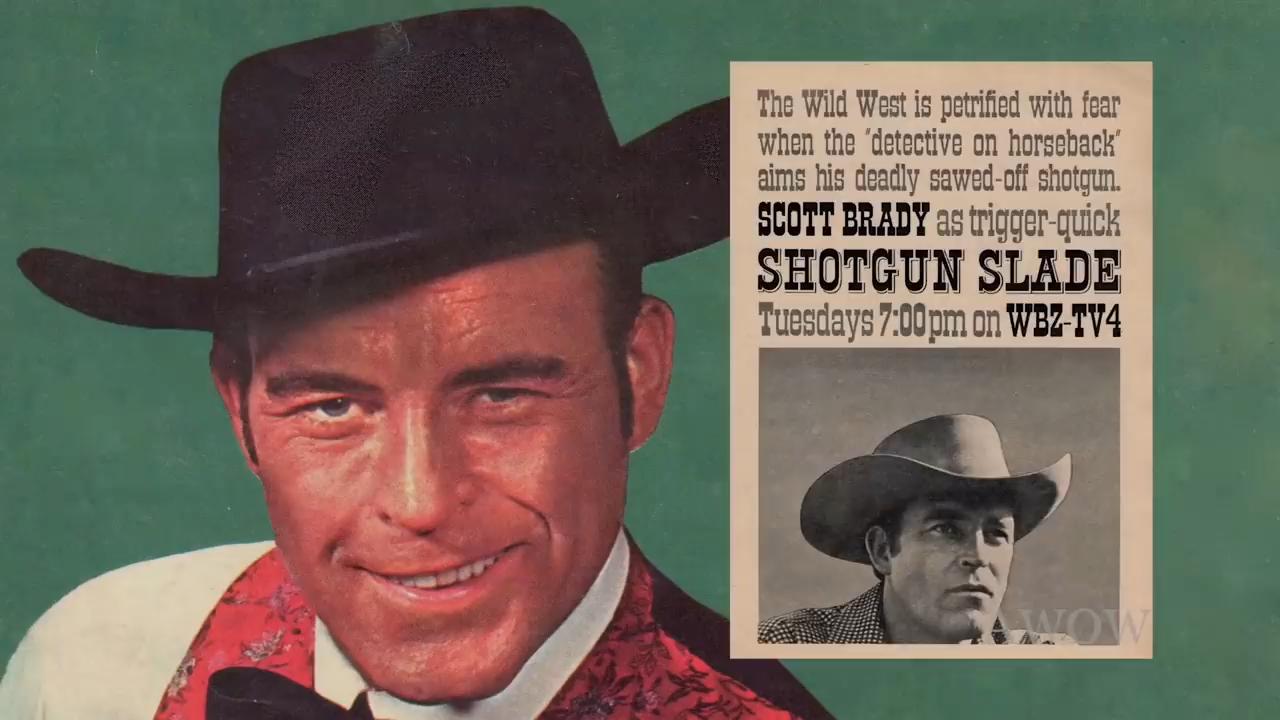 The Wild West is petrified with fear
when the "detective on horseback"
aims his deadly sawed-off shotgun.
SCOTT BRADY as trigger-quick
SHOTGUN SLADE
Tuesdays 7:00pm on WBZ-TV4
WOW